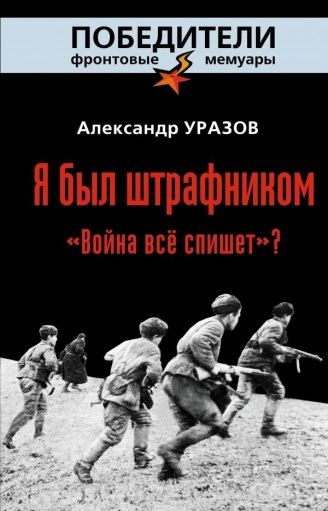 ПОБЕДИТЕЛИ
фронтовые мемуары
Александр УРАЗОВ
Я был штрафником
«Война всё спишет»?